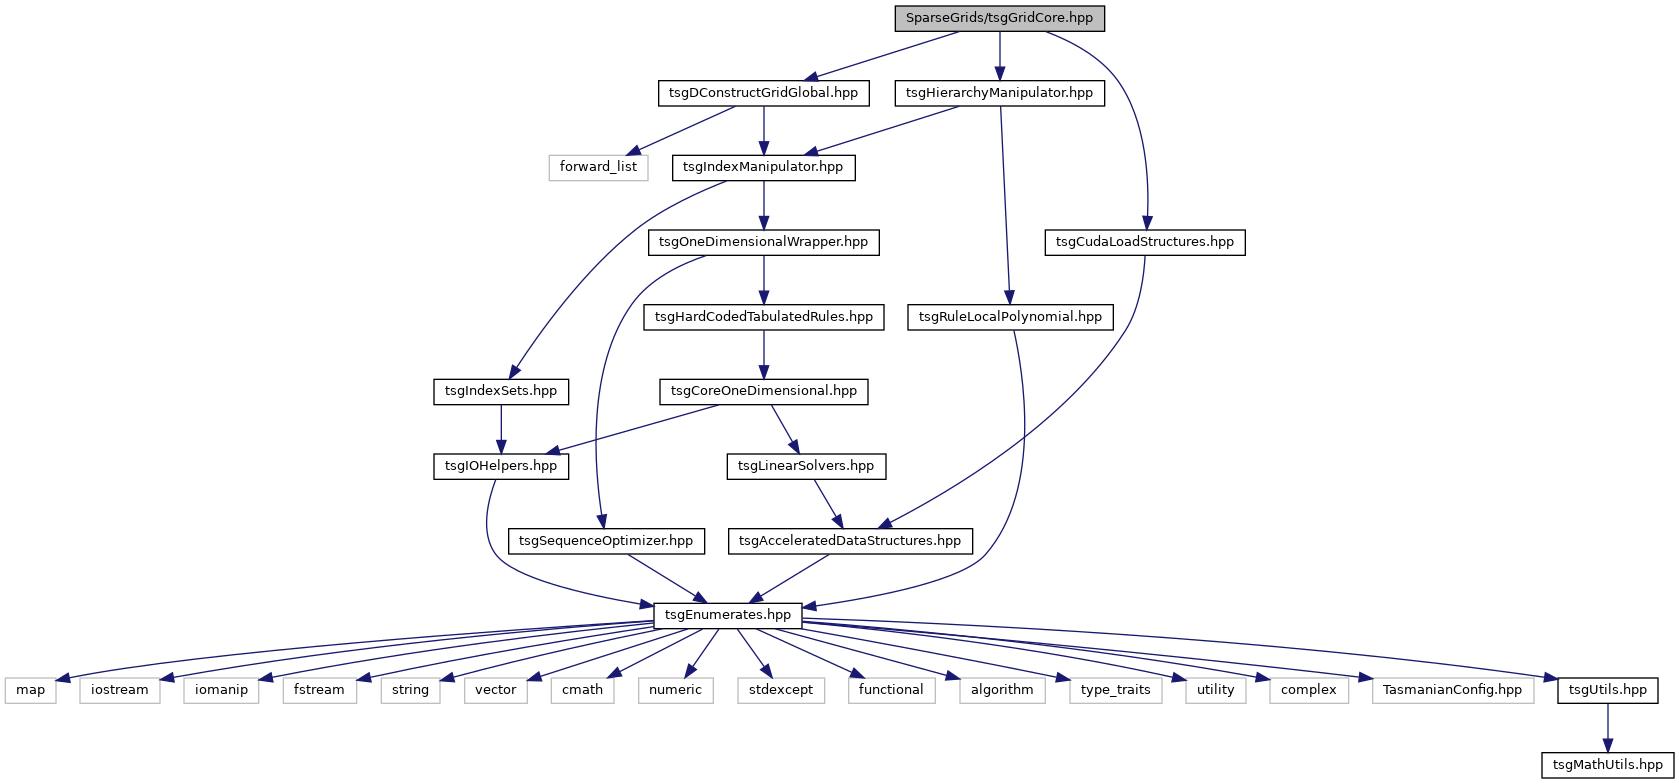 SparseGrids/tsgGridCore.hpp
tsgDConstructGridGlobal.hpp
tsgHierarchyManipulator.hpp
forward_list
tsgIndexManipulator.hpp
tsgOneDimensionalWrapper.hpp
tsgCudaLoadStructures.hpp
tsgHardCodedTabulatedRules.hpp
tsgRuleLocalPolynomial.hpp
tsgIndexSets.hpp
tsgCoreOneDimensional.hpp
tsgIOHelpers.hpp
tsgLinearSolvers.hpp
tsgSequenceOptimizer.hpp
tsgAcceleratedDataStructures.hpp
tsgEnumerates.hpp
map
iostream
iomanip
fstream
string
vector
cmath
numeric
stdexcept
functional
algorithm
type_traits
utility
complex
TasmanianConfig.hpp
tsgUtils.hpp
tsgMathUtils.hpp